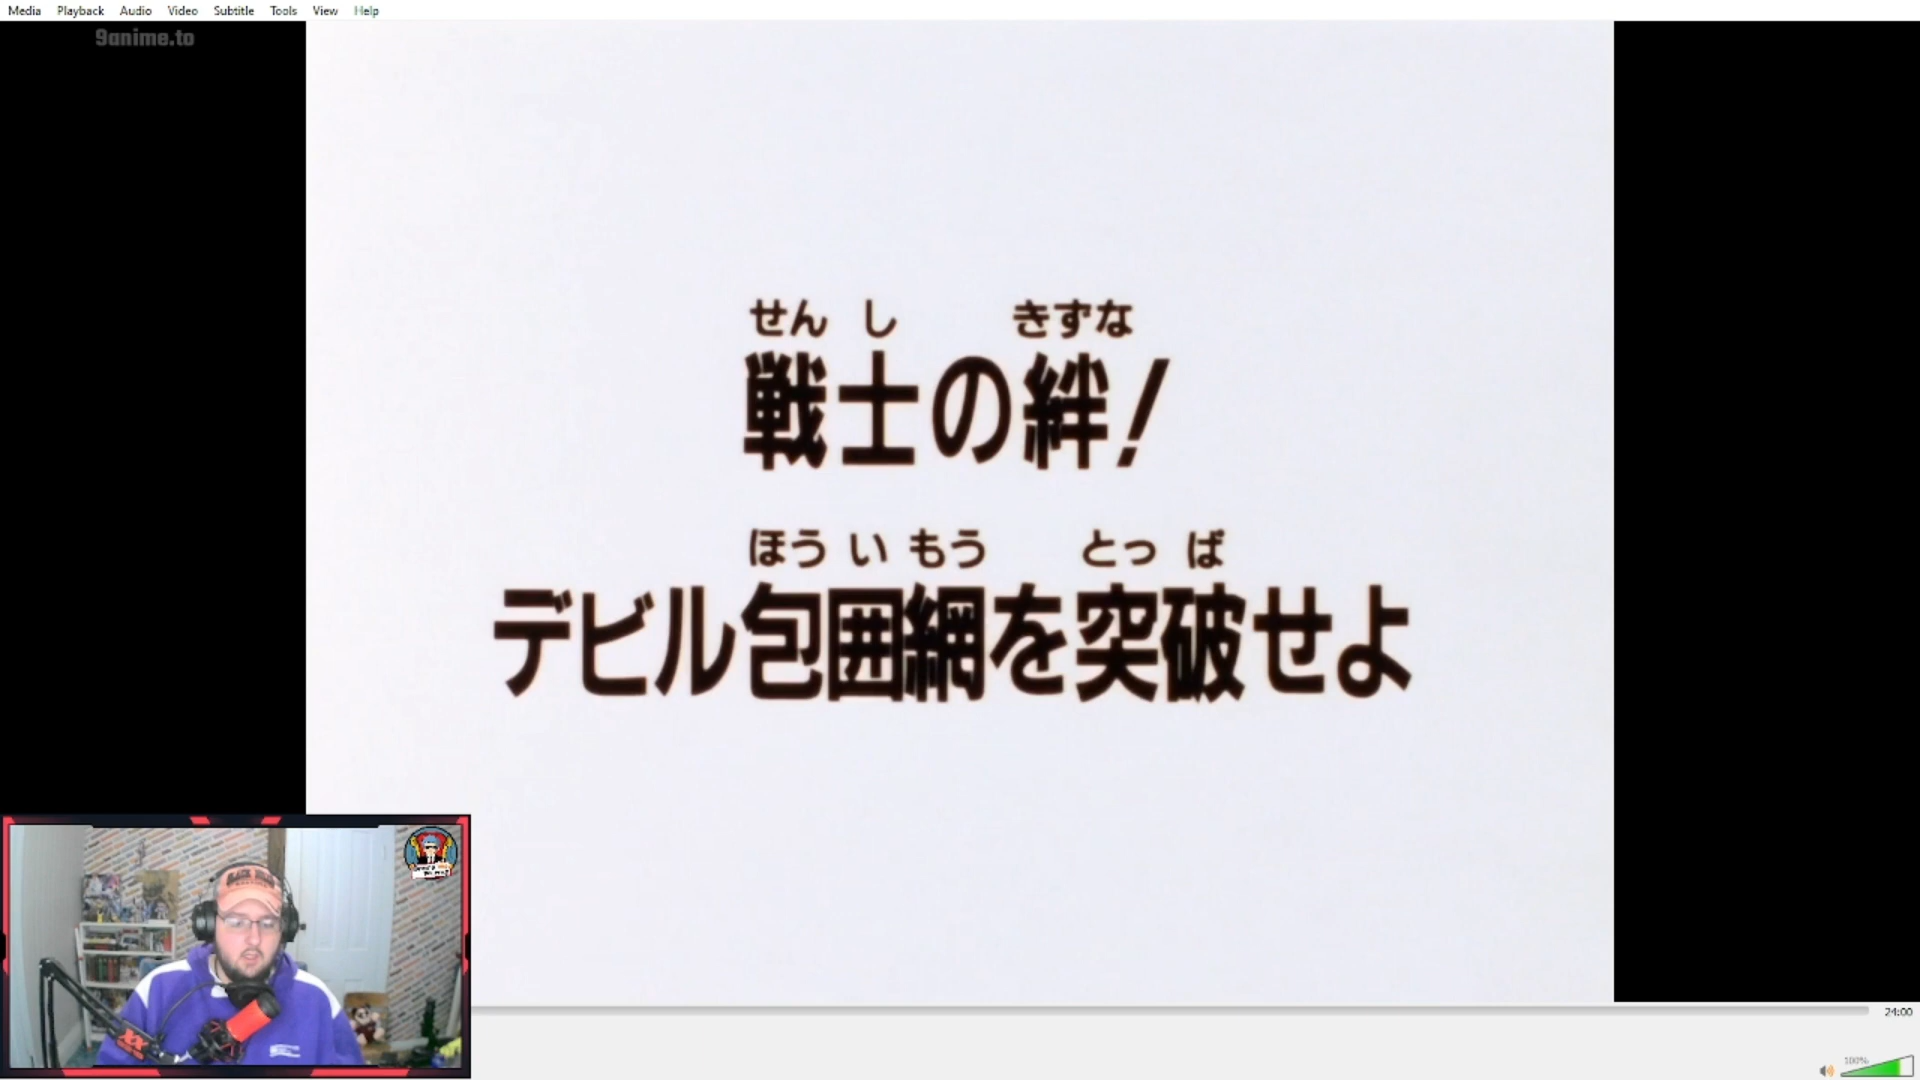 Media Playback Audio Video Subtitle Tools View Help
9anime.to
せん し きずな
戦士の絆!
ほう い もう とっ ぱ
デビル包囲網を突破せよ
24:00
100%